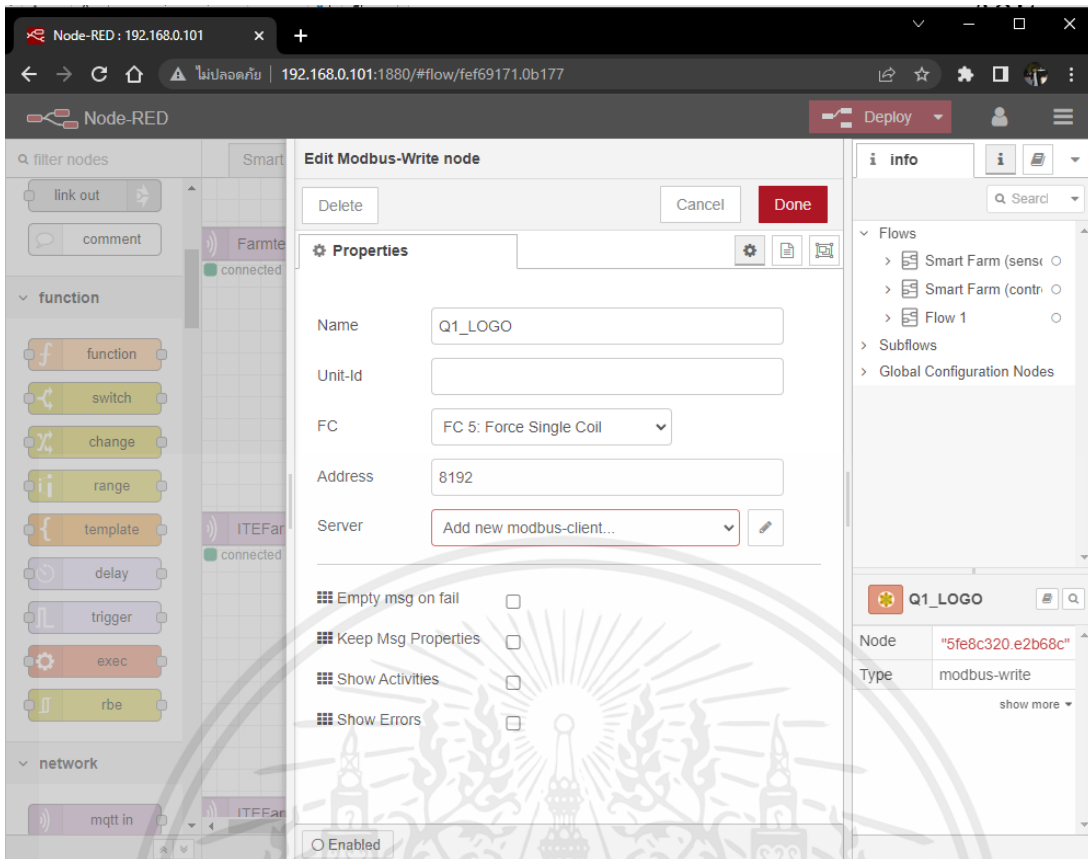 Node-RED : 192.168.0.101
ไม่ปลอดภัย 192.168.0.101:1880/#flow/fef69171.0b177
Node-RED
Deploy
filter nodes
link out
comment
function
function
switch
change
range
template
delay
trigger
exec
rbe
network
mqtt in
Smart
Farmte
connected
ITEFar
connected
ITEFar
Edit Modbus-Write node
Delete
Cancel
Done
Properties
Name
Q1_LOGO
Unit-Id
FC
FC 5: Force Single Coil
Address
8192
Server
Add new modbus-client...
Empty msg on fail
Keep Msg Properties
Show Activities
Show Errors
Enabled
i info
i
Searcl
Flows
Smart Farm (sens
Smart Farm (contr
Flow 1
Subflows
Global Configuration Nodes
Q1_LOGO
Node "5fe8c320.e2b68c"
Type modbus-write
show more